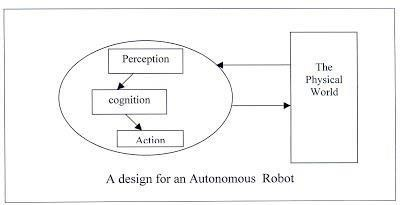 Perception
cognition
Action
The
Physical
World
A design for an Autonomous Robot